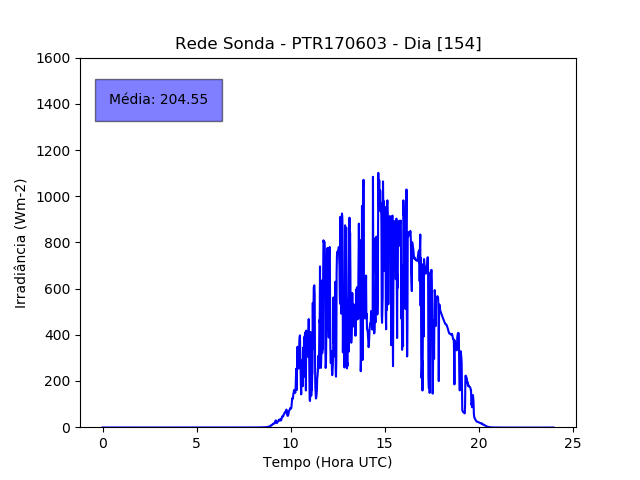 Rede Sonda - PTR170603 - Dia [154]
1600
1400
1200
1000
800
600
400
200
0
Média: 204.55
Irradiância (Wm-2)
0 5 10 15 20 25
Tempo (Hora UTC)